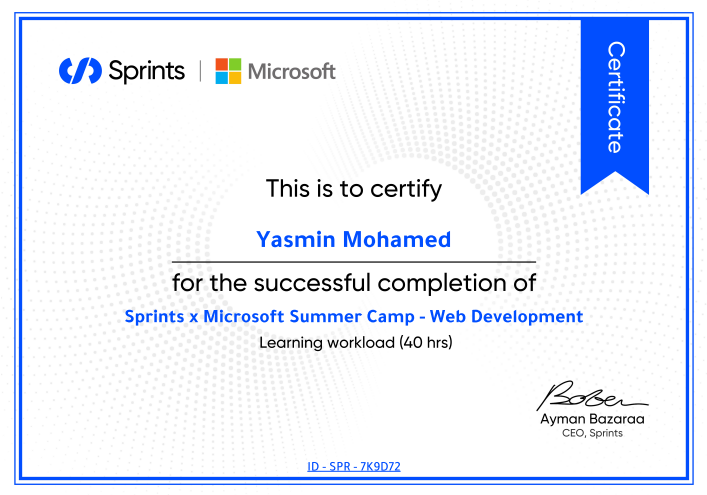 Sprints | Microsoft
Certificate
This is to certify
Yasmin Mohamed
for the successful completion of
Sprints x Microsoft Summer Camp - Web Development
Learning workload (40 hrs)
Ayman Bazaraa
CEO, Sprints
ID - SPR - 7K9D72